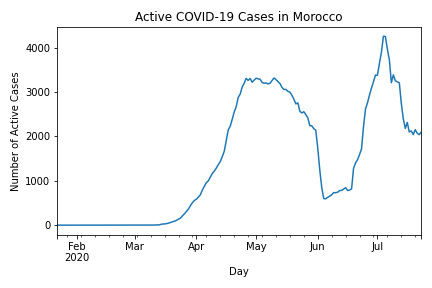 Active COVID-19 Cases in Morocco
Number of Active Cases
4000
3000
2000
1000
0
Feb
2020
Mar
Apr
May
Jun
Jul
Day